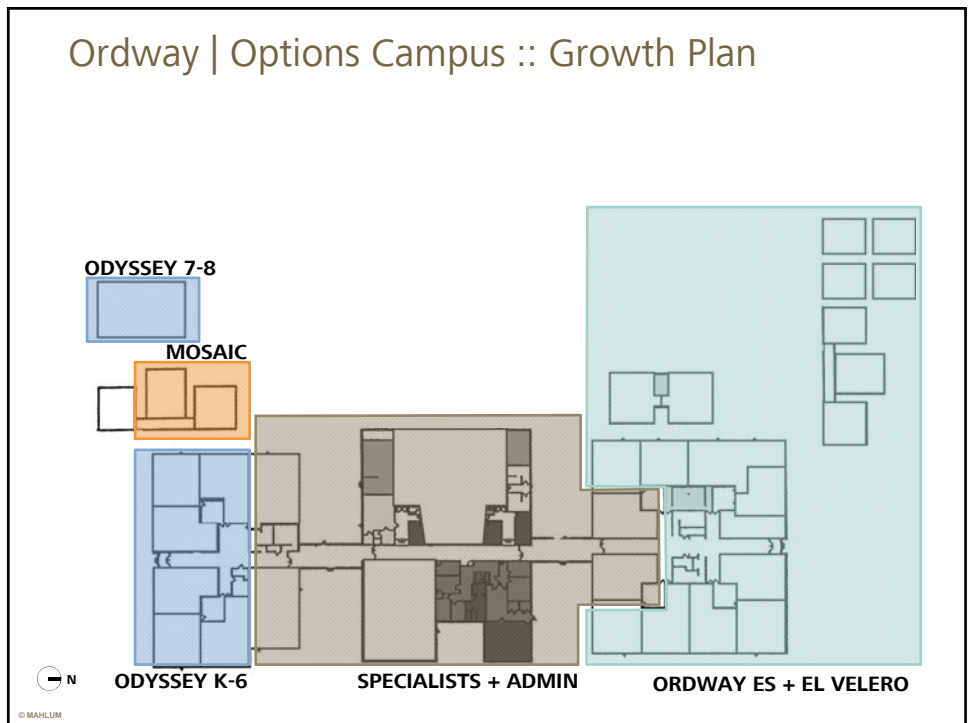 Ordway | Options Campus :: Growth Plan
ODYSSEY 7-8
MOSAIC
ODYSSEY K-6
SPECIALISTS + ADMIN
ORDWAY ES + EL VELERO
N
© MAHLUM